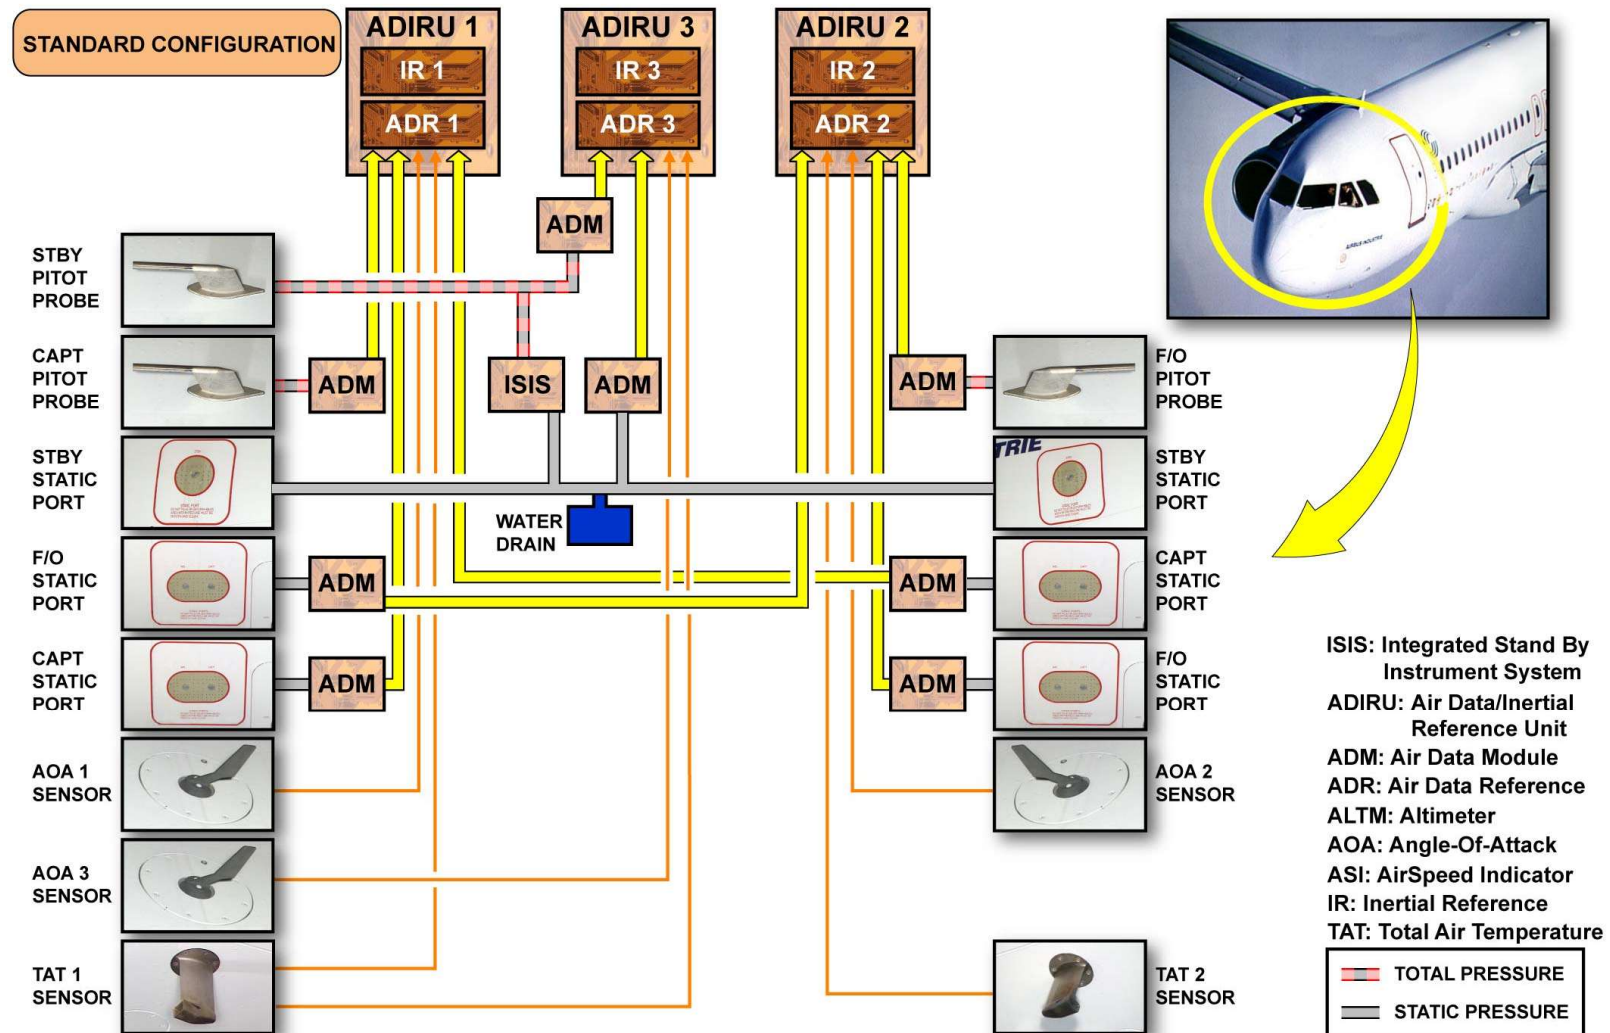 STANDARD CONFIGURATION
ADIRU 1
IR 1
ADR 1
ADIRU 3
IR 3
ADR 3
ADIRU 2
IR 2
ADR 2
ADM
STBY
PITOT
PROBE
CAPT
PITOT
PROBE
ADM
ISIS
ADM
ADM
F/O
PITOT
PROBE
STBY
STATIC
PORT
TRIE
STBY
STATIC
PORT
WATER
DRAIN
F/O
STATIC
PORT
ADM
ADM
CAPT
STATIC
PORT
CAPT
STATIC
PORT
ADM
ADM
F/O
STATIC
PORT
AOA 1
SENSOR
AOA 2
SENSOR
AOA 3
SENSOR
TAT 1
SENSOR
TAT 2
SENSOR
AIRBUS INDUSTRIE
ISIS: Integrated Stand By
Instrument System
ADIRU: Air Data/Inertial
Reference Unit
ADM: Air Data Module
ADR: Air Data Reference
ALTM: Altimeter
AOA: Angle-Of-Attack
ASI: AirSpeed Indicator
IR: Inertial Reference
TAT: Total Air Temperature
TOTAL PRESSURE
STATIC PRESSURE